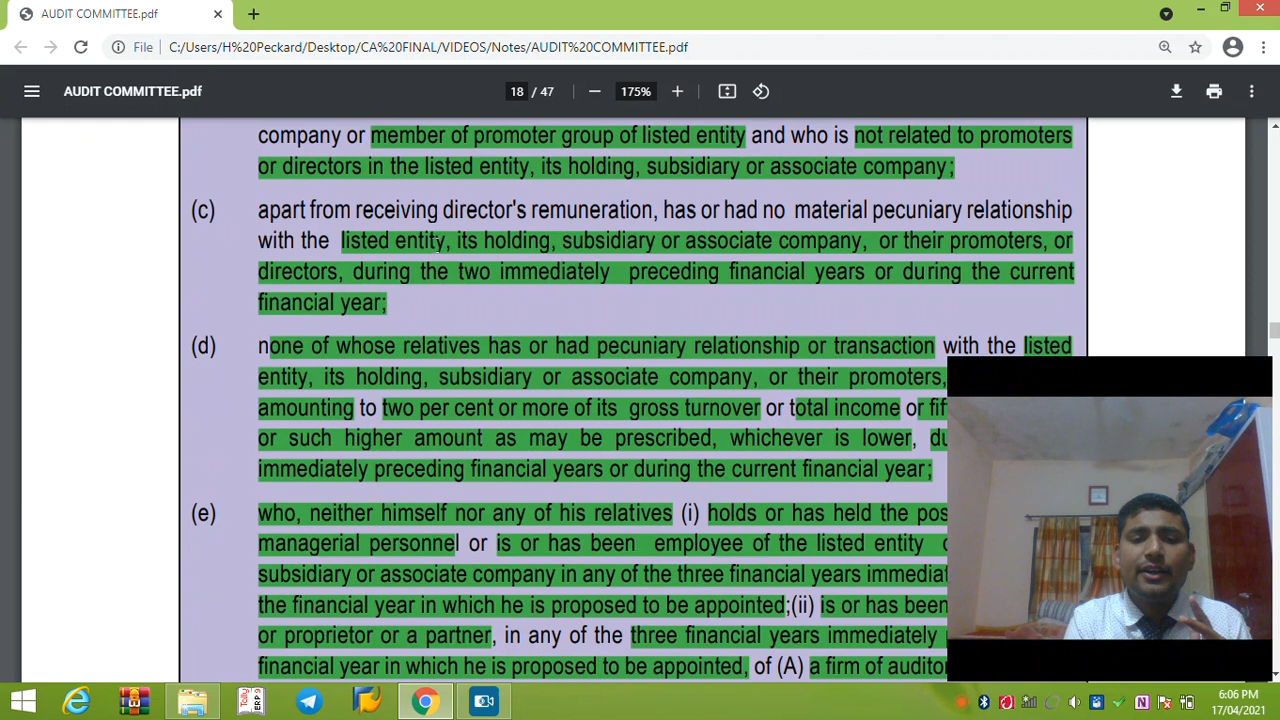 AUDIT COMMITTEE.pdf
File C:/Users/H%20Peckard/Desktop/CA%20FINAL/VIDEOS/Notes/AUDIT%20COMMITTEE.pdf
AUDIT COMMITTEE.pdf 18 / 47 175%
company or member of promoter group of listed entity and who is not related to promoters
or directors in the listed entity, its holding, subsidiary or associate company;
(c) apart from receiving director's remuneration, has or had no material pecuniary relationship
with the listed entity, its holding, subsidiary or associate company, or their promoters, or
directors, during the two immediately preceding financial years or during the current
financial year;
(d) none of whose relatives has or had pecuniary relationship or transaction with the listed
entity, its holding, subsidiary or associate company, or their promoters,
amounting to two per cent or more of its gross turnover or total income or fif
or such higher amount as may be prescribed, whichever is lower, du
immediately preceding financial years or during the current financial year;
(e) who, neither himself nor any of his relatives (i) holds or has held the pos
managerial personnel or is or has been employee of the listed entity
subsidiary or associate company in any of the three financial years immediat
the financial year in which he is proposed to be appointed;(ii) is or has been
or proprietor or a partner, in any of the three financial years immediately
financial year in which he is proposed to be appointed, of (A) a firm of auditor
Tally
ERP 9
6:06 PM
17/04/2021